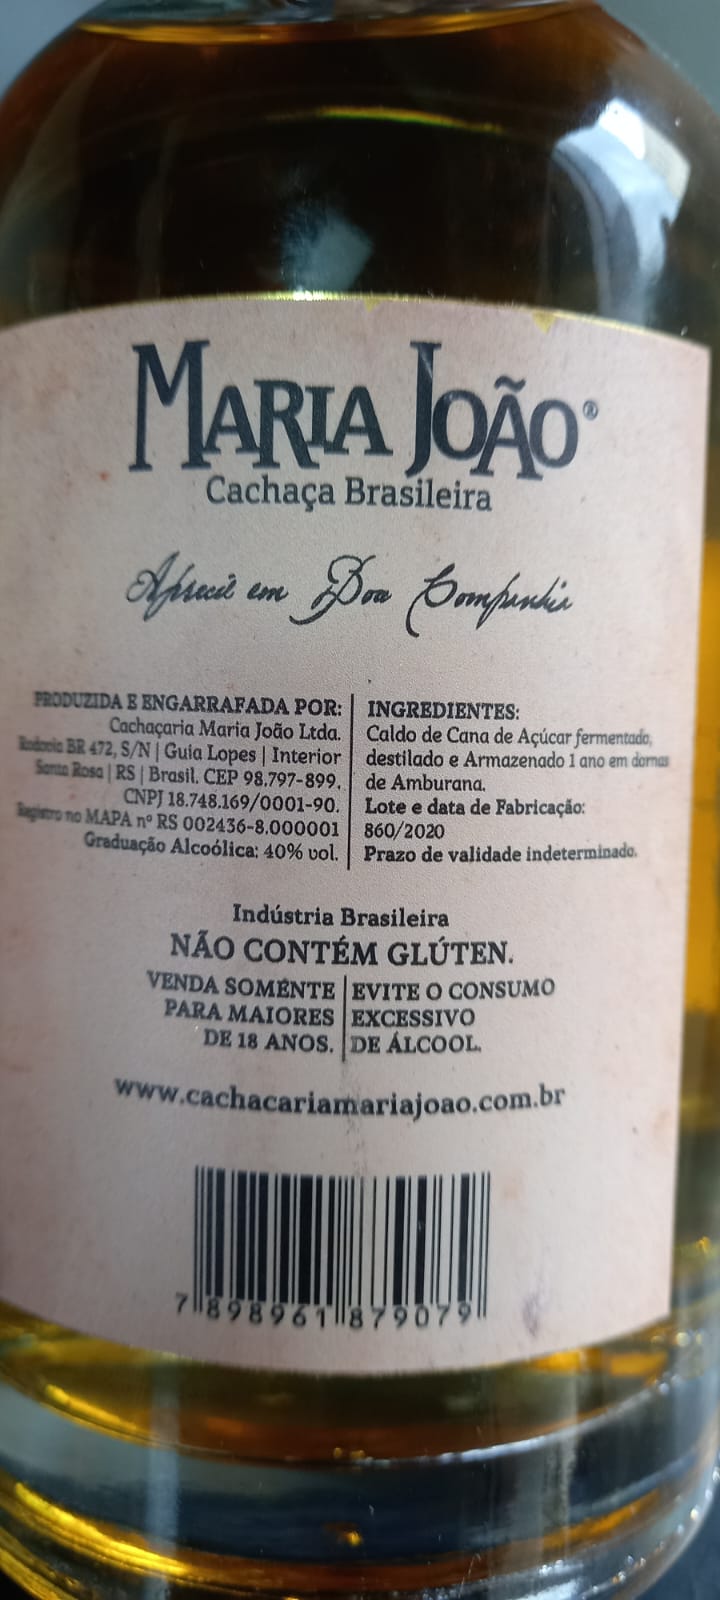 MARIA JOÃO®
Cachaça Brasileira
Aprecie em Boa Companhia
PRODUZIDA E ENGARRAFADA POR:
Cachaçaria Maria João Ltda.
Rodovia BR 472, S/N | Guia Lopes | Interior
Santa Rosa | RS | Brasil. CEP 98.797-899.
CNPJ 18.748.169/0001-90.
Registro no MAPA nº RS 002436-8.000001
Graduação Alcoólica: 40% vol.
INGREDIENTES:
Caldo de Cana de Açúcar fermentado,
destilado e Armazenado 1 ano em dornas
de Amburana.
Lote e data de Fabricação:
860/2020
Prazo de validade indeterminado.
Indústria Brasileira
NÃO CONTÉM GLÚTEN.
VENDA SOMENTE
PARA MAIORES
DE 18 ANOS.
EVITE O CONSUMO
EXCESSIVO
DE ÁLCOOL.
www.cachacariamariajoao.com.br
7 898961 879079